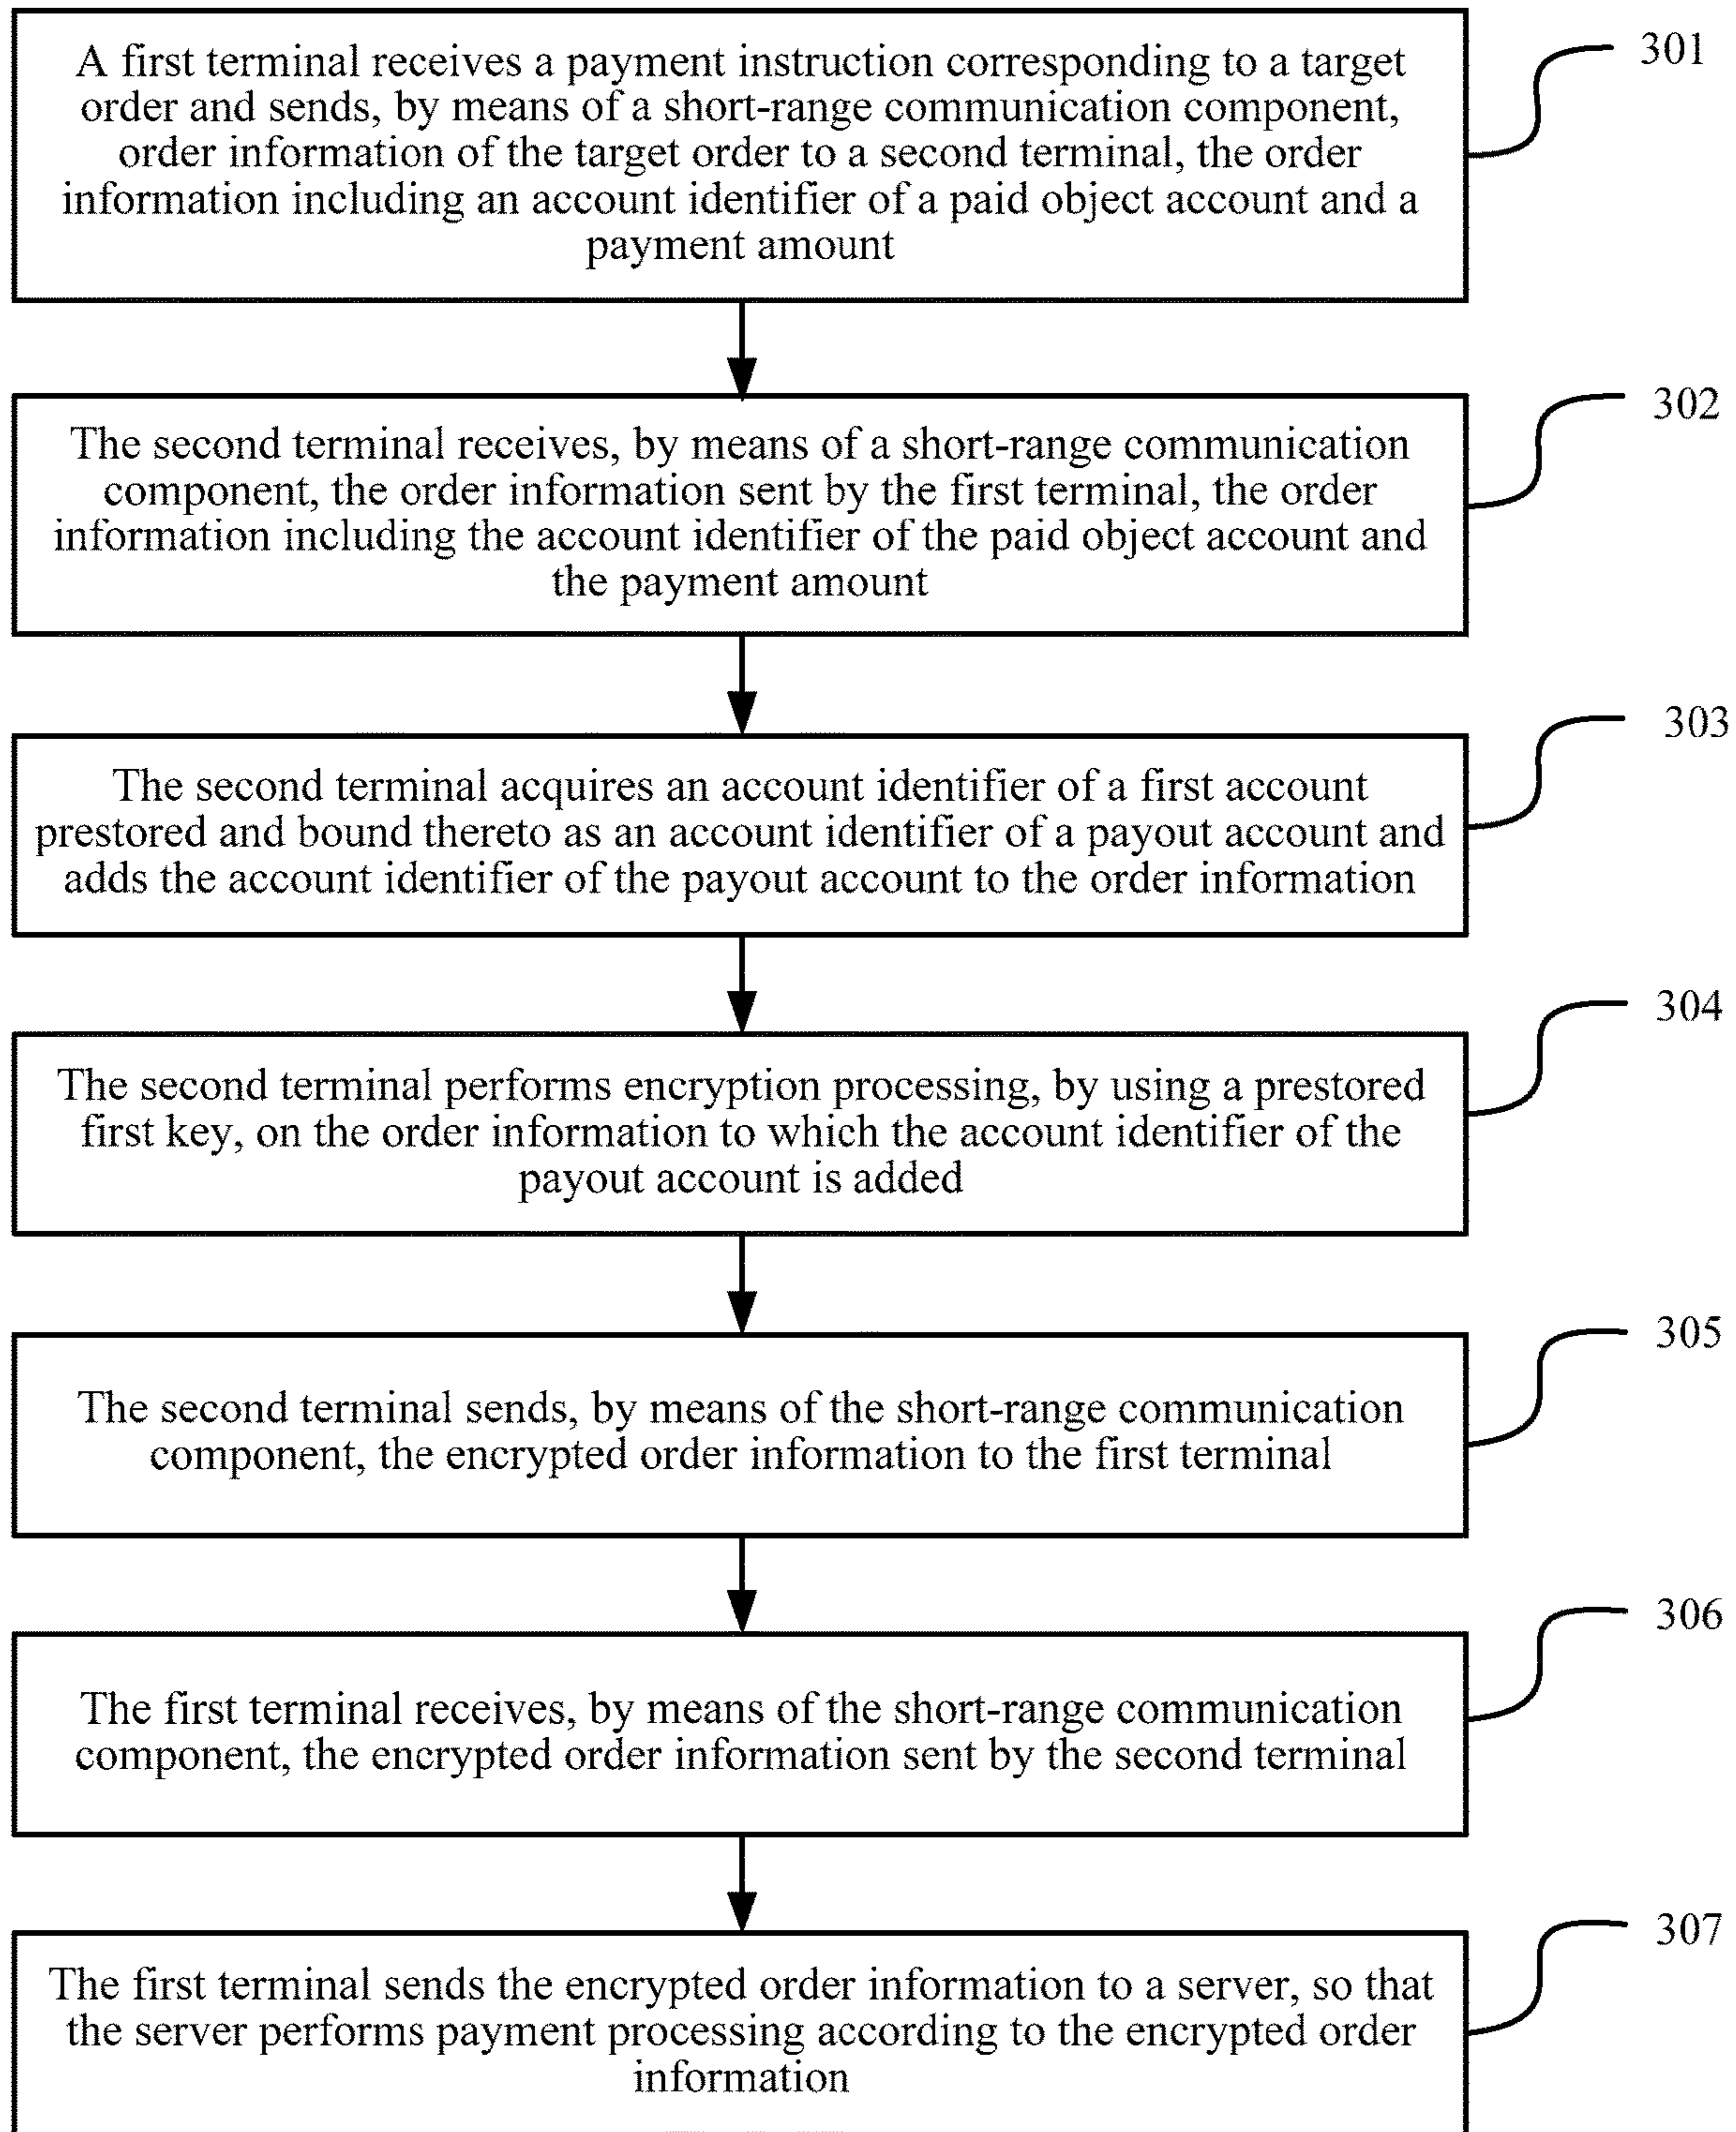 A first terminal receives a payment instruction corresponding to a target
order and sends, by means of a short-range communication component,
order information of the target order to a second terminal, the order
information including an account identifier of a paid object account and a
payment amount
301
The second terminal receives, by means of a short-range communication
component, the order information sent by the first terminal, the order
information including the account identifier of the paid object account and
the payment amount
302
The second terminal acquires an account identifier of a first account
prestored and bound thereto as an account identifier of a payout account and
adds the account identifier of the payout account to the order information
303
The second terminal performs encryption processing, by using a prestored
first key, on the order information to which the account identifier of the
payout account is added
304
The second terminal sends, by means of the short-range communication
component, the encrypted order information to the first terminal
305
The first terminal receives, by means of the short-range communication
component, the encrypted order information sent by the second terminal
306
The first terminal sends the encrypted order information to a server, so that
the server performs payment processing according to the encrypted order
information
307